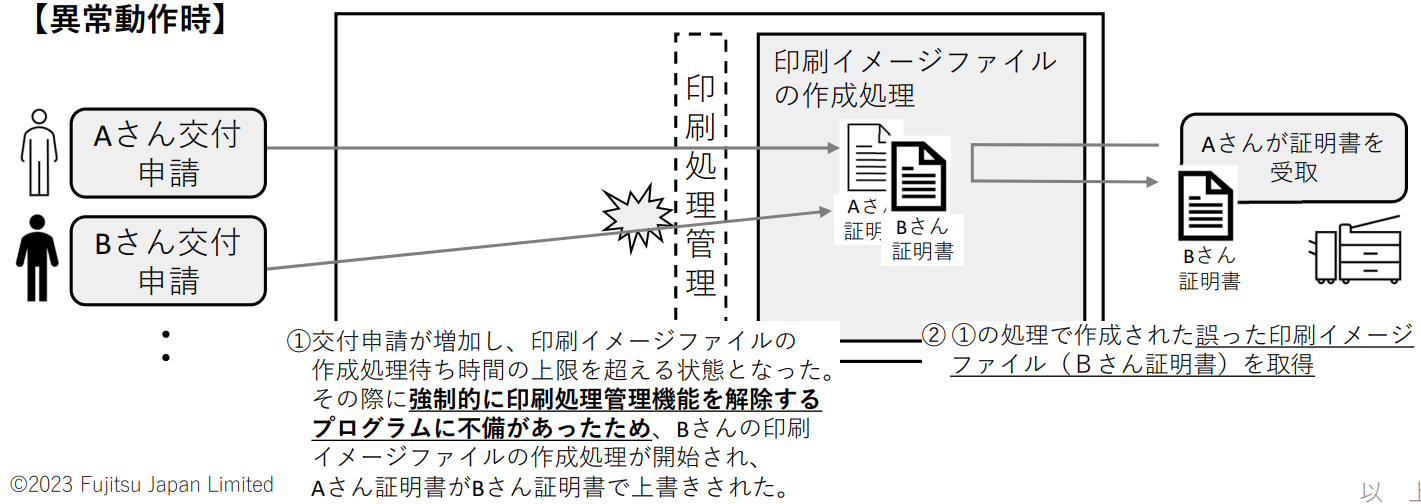 【異常動作時】
印刷処理管理
印刷イメージファイル
の作成処理
Aさん交付
申請
Bさん交付
申請
：
Aさん
証明
Bさん
証明書
Aさんが証明書を
受取
Bさん
証明書
①交付申請が増加し、印刷イメージファイルの
作成処理待ち時間の上限を超える状態となった。
その際に強制的に印刷処理管理機能を解除する
プログラムに不備があったため、Bさんの印刷
イメージファイルの作成処理が開始され、
Aさん証明書がBさん証明書で上書きされた。
② ①の処理で作成された誤った印刷イメージ
ファイル（Ｂさん証明書）を取得
©2023 Fujitsu Japan Limited
以